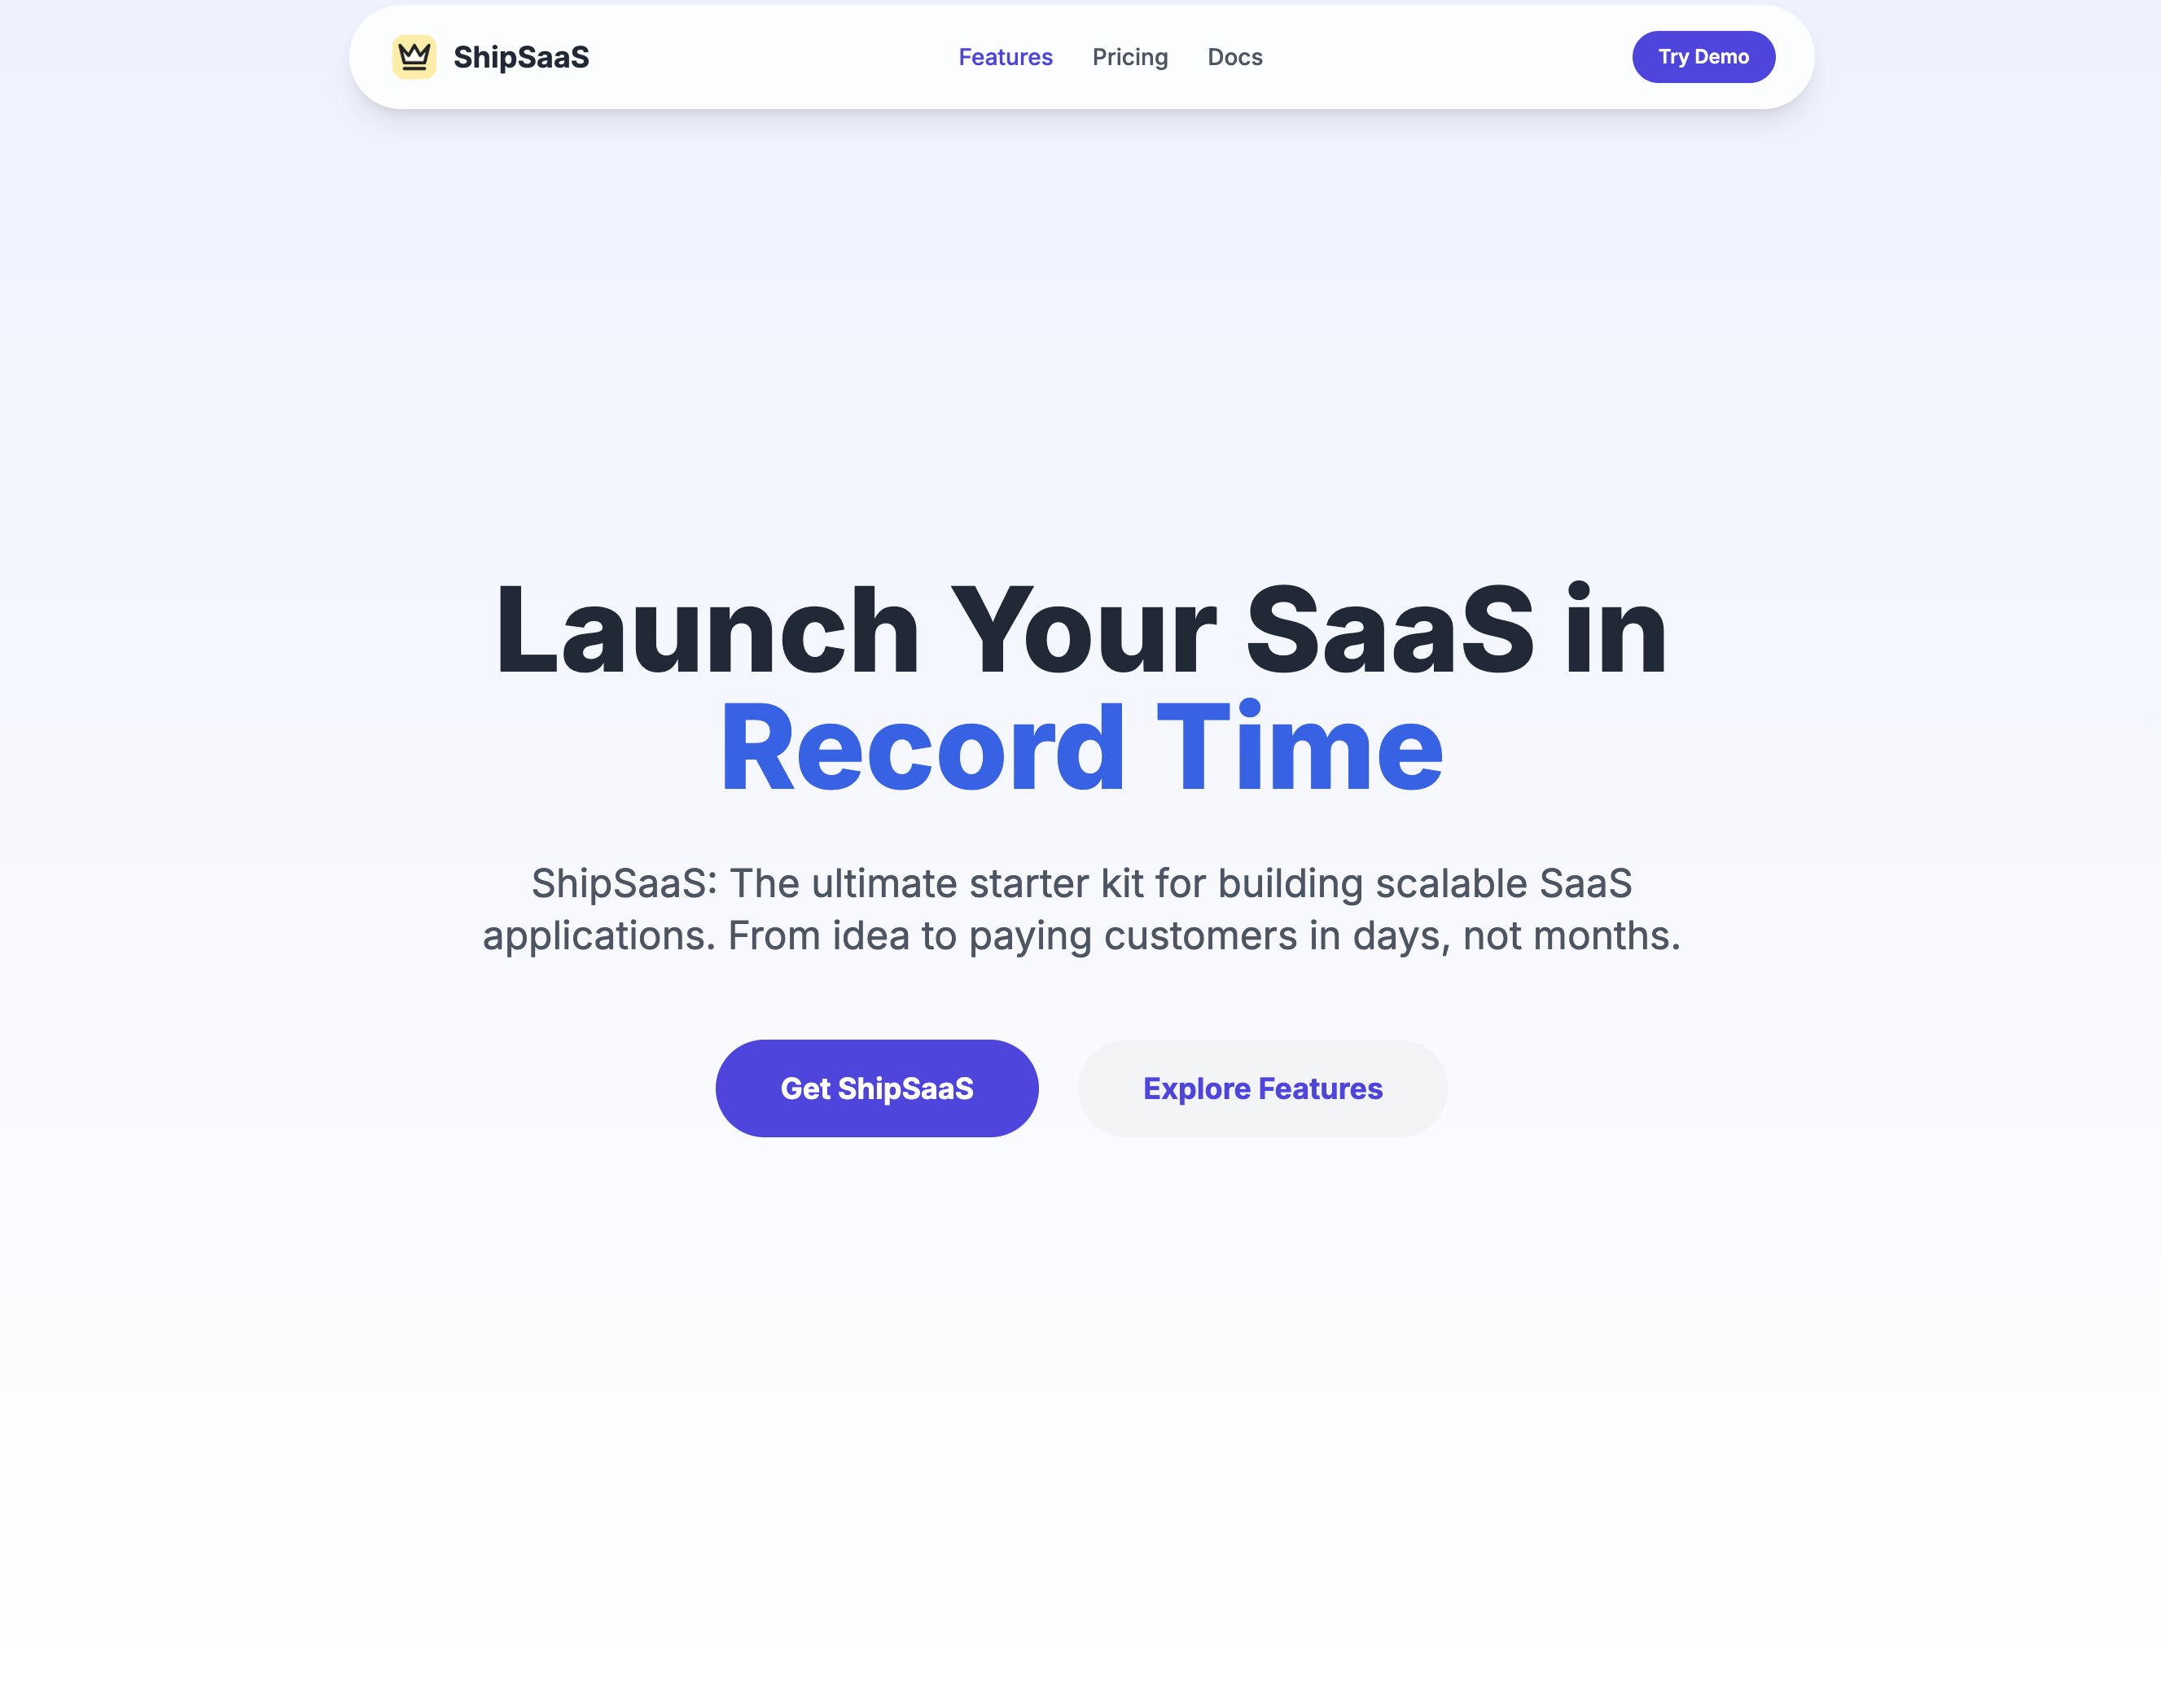 ShipSaaS
Features
Pricing
Docs
Try Demo
Launch Your SaaS in
Record Time
ShipSaaS: The ultimate starter kit for building scalable SaaS
applications. From idea to paying customers in days, not months.
Get ShipSaaS
Explore Features